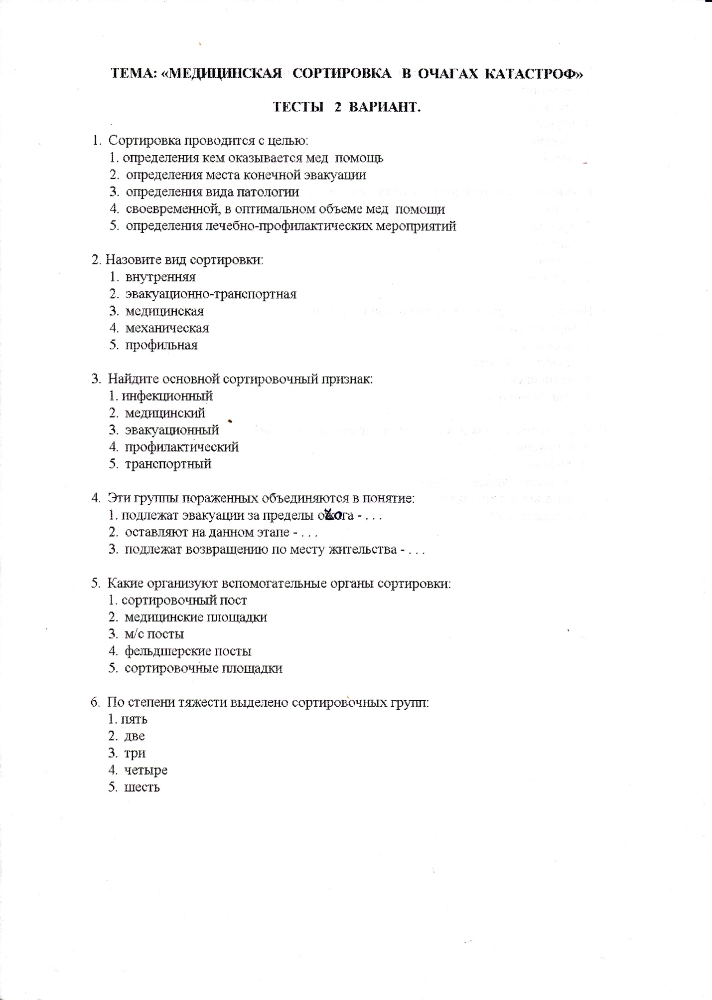 ТЕМА: «МЕДИЦИНСКАЯ СОРТИРОВКА В ОЧАГАХ КАТАСТРОФ»
ТЕСТЫ 2 ВАРИАНТ.
1. Сортировка проводится с целью:
1. определения кем оказывается мед помощь
2. определения места конечной эвакуации
3. определения вида патологии
4. своевременной, в оптимальном объеме мед помощи
5. определения лечебно-профилактических мероприятий
2. Назовите вид сортировки:
1. внутренняя
2. эвакуационно-транспортная
3. медицинская
4. механическая
5. профильная
3. Найдите основной сортировочный признак:
1. инфекционный
2. медицинский
3. эвакуационный
4. профилактический
5. транспортный
4. Эти группы пораженных объединяются в понятие:
1. подлежат эвакуации за пределы очага - . . .
2. оставляют на данном этапе - . . .
3. подлежат возвращению по месту жительства - . . .
5. Какие организуют вспомогательные органы сортировки:
1. сортировочный пост
2. медицинские площадки
3. м/с посты
4. фельдшерские посты
5. сортировочные площадки
6. По степени тяжести выделено сортировочных групп:
1. пять
2. две
3. три
4. четыре
5. шесть